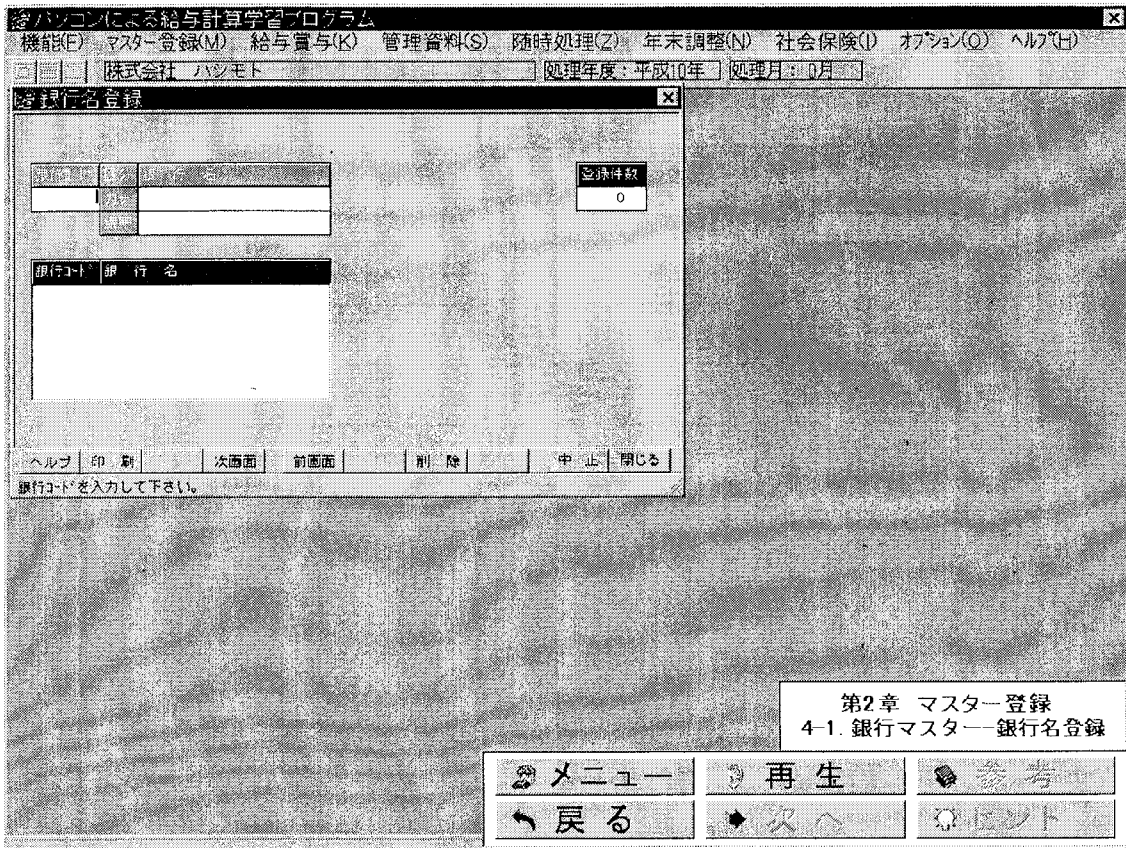 パソコンによる給与計算学習プログラム
機能(F) マスター登録(M) 給与賞与(K) 管理資料(S) 随時処理(Z) 年末調整(N) 社会保険(I) オプション(O) ヘルプ(H)
株式会社 ハシモト 処理年度：平成10年 処理月： 0月
銀行名登録
登録件数
0
銀行コード 銀 行 名
ヘルプ 印 刷 次画面 前画面 削 除 中 止 閉じる
銀行コードを入力して下さい。
第2章 マスター登録
4-1. 銀行マスター─銀行名登録
メニュー 再 生 参 考
戻 る 次 へ ヒント